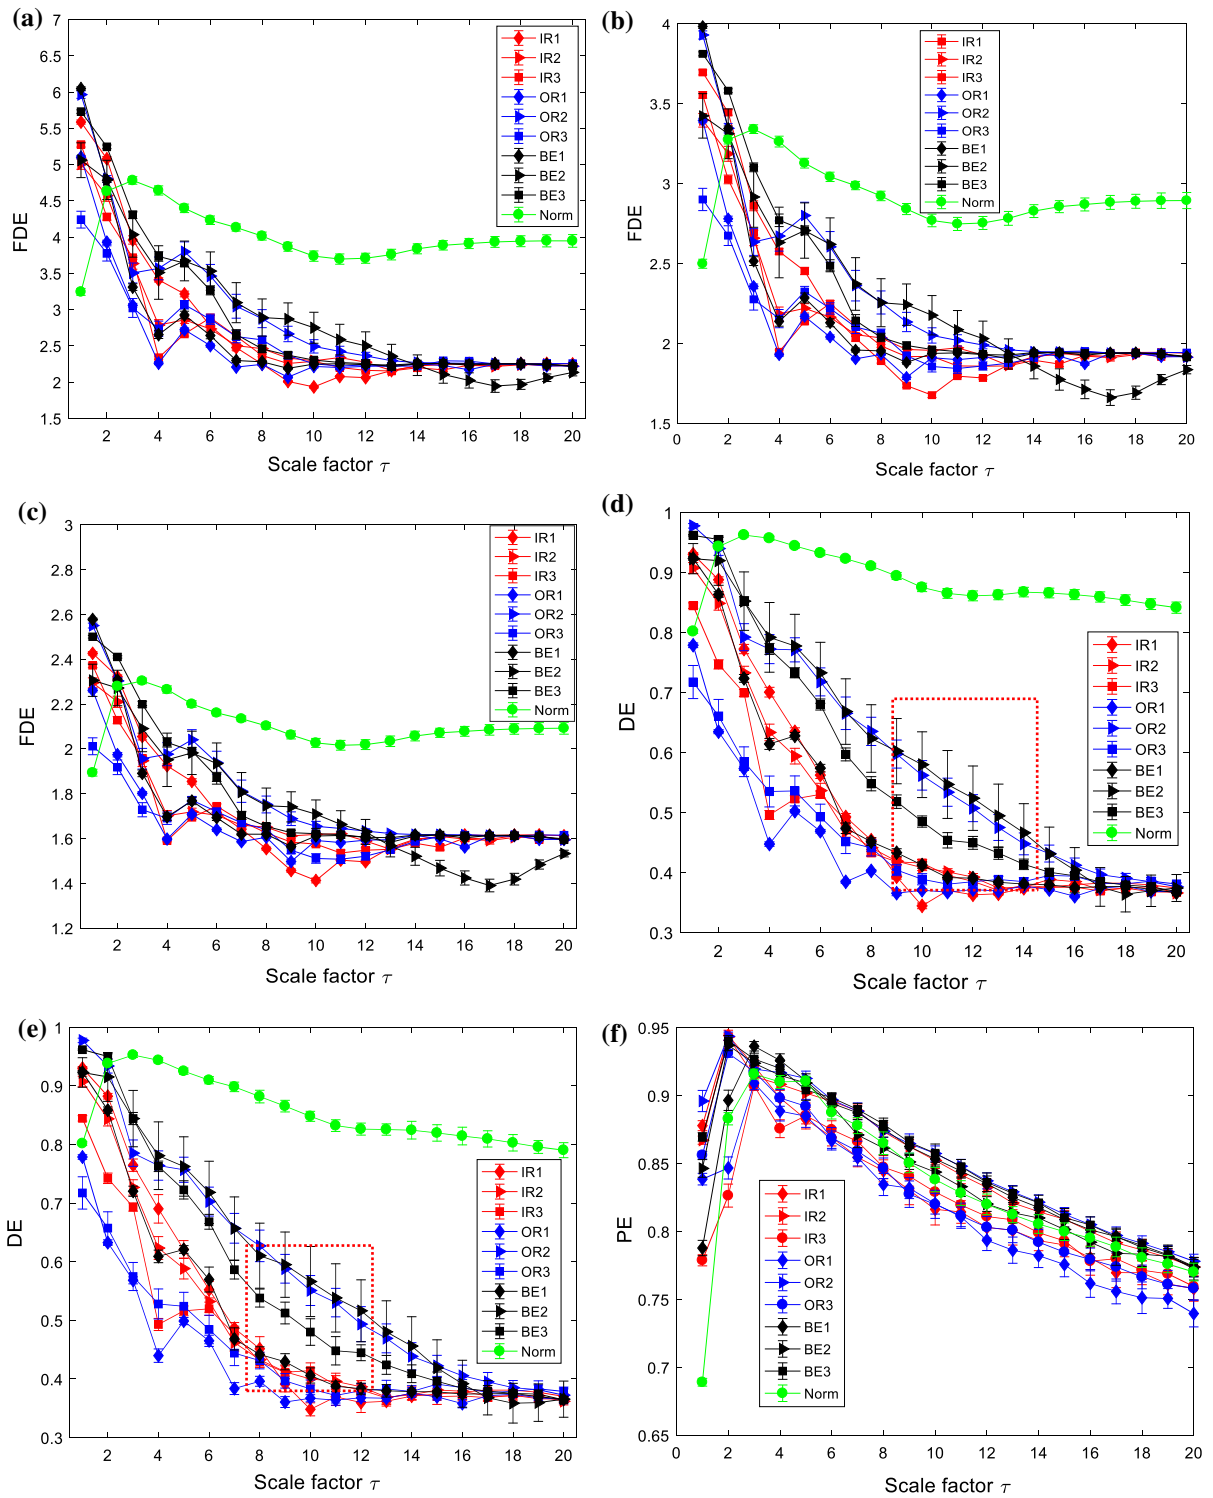 (a)
7
6.5
6
5.5
5
4.5
4
3.5
3
2.5
2
1.5
2 4 6 8 10 12 14 16 18 20
FDE
Scale factor τ
IR1
IR2
IR3
OR1
OR2
OR3
BE1
BE2
BE3
Norm
(b)
4
3.5
3
2.5
2
1.5
0 2 4 6 8 10 12 14 16 18 20
FDE
Scale factor τ
IR1
IR2
IR3
OR1
OR2
OR3
BE1
BE2
BE3
Norm
(c)
3
2.8
2.6
2.4
2.2
2
1.8
1.6
1.4
1.2
2 4 6 8 10 12 14 16 18 20
FDE
Scale factor τ
IR1
IR2
IR3
OR1
OR2
OR3
BE1
BE2
BE3
Norm
(d)
1
0.9
0.8
0.7
0.6
0.5
0.4
0.3
2 4 6 8 10 12 14 16 18 20
DE
Scale factor τ
IR1
IR2
IR3
OR1
OR2
OR3
BE1
BE2
BE3
Norm
(e)
1
0.9
0.8
0.7
0.6
0.5
0.4
0.3
2 4 6 8 10 12 14 16 18 20
DE
Scale factor τ
IR1
IR2
IR3
OR1
OR2
OR3
BE1
BE2
BE3
Norm
(f)
0.95
0.9
0.85
0.8
0.75
0.7
0.65
0 2 4 6 8 10 12 14 16 18 20
PE
Scale factor τ
IR1
IR2
IR3
OR1
OR2
OR3
BE1
BE2
BE3
Norm